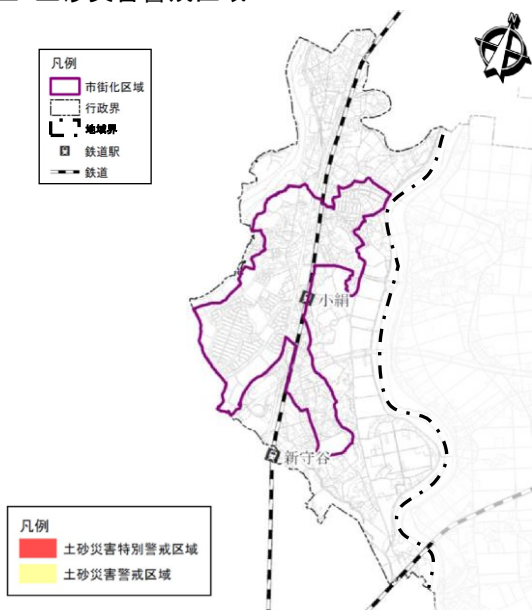 土砂災害警戒区域
凡例
市街化区域
行政界
地域界
鉄道駅
鉄道
小絹
新守谷
凡例
土砂災害特別警戒区域
土砂災害警戒区域